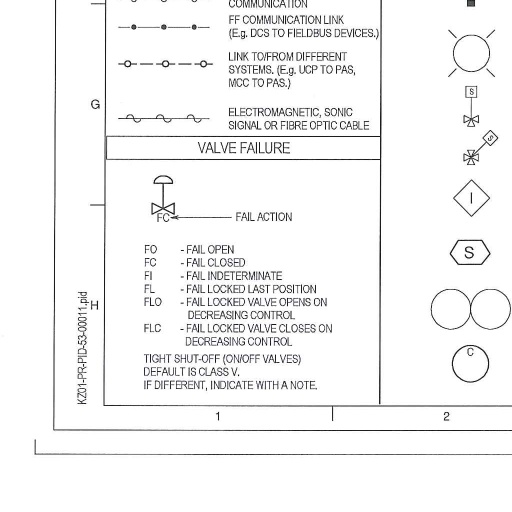 COMMUNICATION
FF COMMUNICATION LINK
(E.g. DCS TO FIELDBUS DEVICES.)
LINK TO/FROM DIFFERENT
SYSTEMS. (E.g. UCP TO PAS,
MCC TO PAS.)
G
ELECTROMAGNETIC, SONIC
SIGNAL OR FIBRE OPTIC CABLE
VALVE FAILURE
FC
FAIL ACTION
FO - FAIL OPEN
FC - FAIL CLOSED
FI - FAIL INDETERMINATE
FL - FAIL LOCKED LAST POSITION
FLO - FAIL LOCKED VALVE OPENS ON
DECREASING CONTROL
FLC - FAIL LOCKED VALVE CLOSES ON
DECREASING CONTROL
TIGHT SHUT-OFF (ON/OFF VALVES)
DEFAULT IS CLASS V.
IF DIFFERENT, INDICATE WITH A NOTE.
H
KZ01-PR-PID-53-00011.pid
S
S
I
S
C
1
2